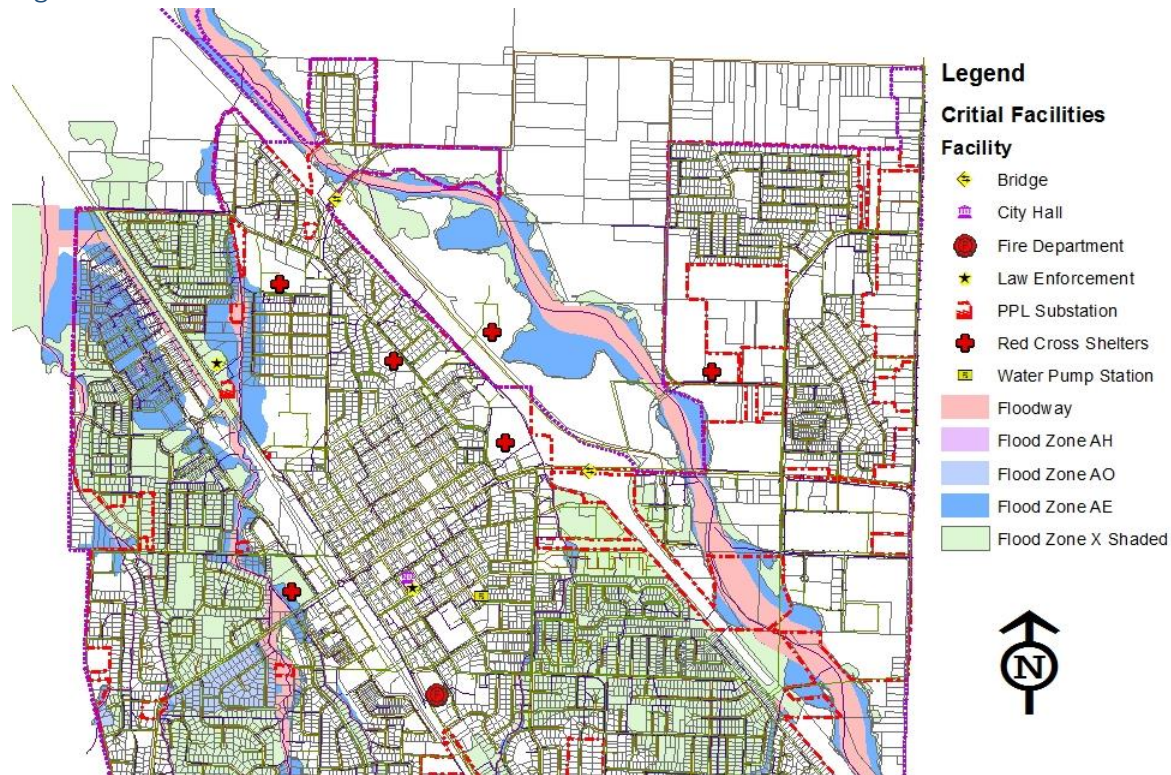 Legend
Critial Facilities
Facility
Bridge
City Hall
Fire Department
Law Enforcement
PPL Substation
Red Cross Shelters
Water Pump Station
Floodway
Flood Zone AH
Flood Zone AO
Flood Zone AE
Flood Zone X Shaded
N